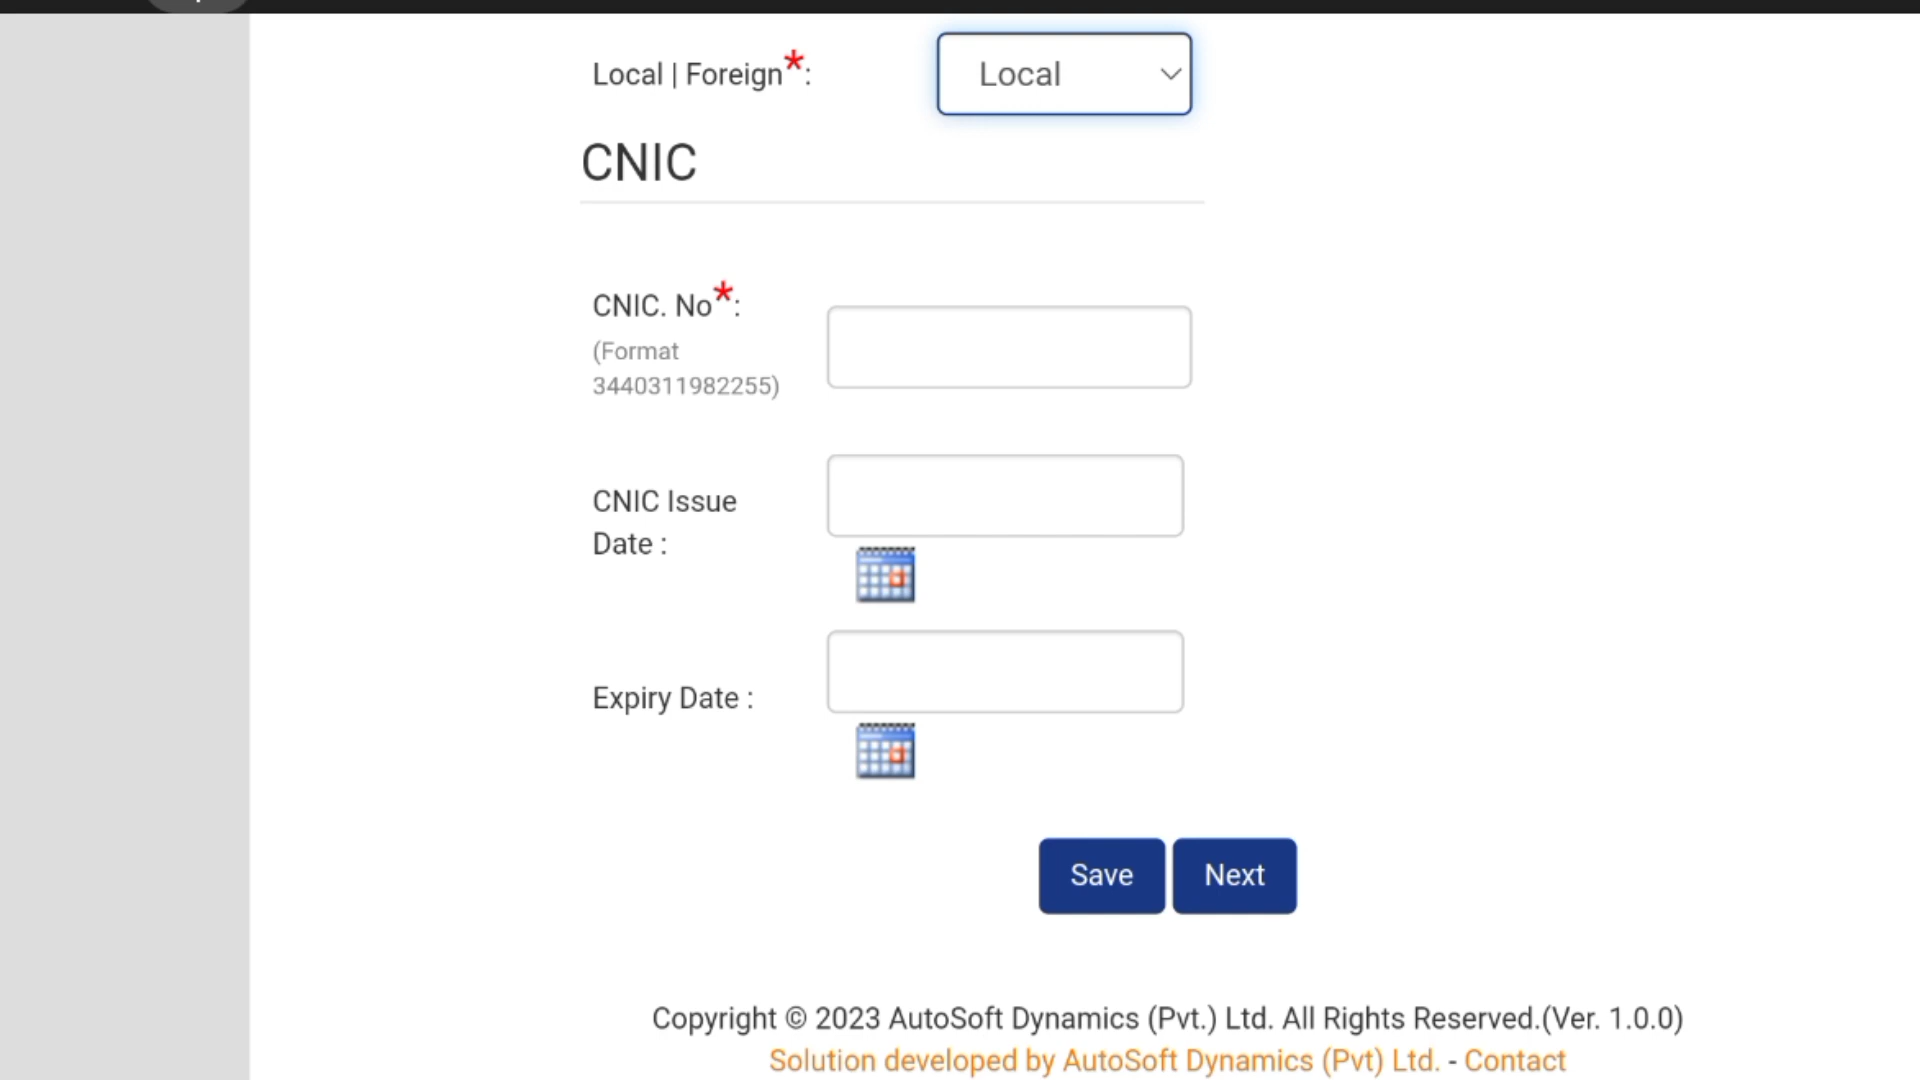 Local | Foreign*:
Local
CNIC
CNIC. No*:
(Format
3440311982255)
CNIC Issue
Date :
Expiry Date :
Save
Next
Copyright © 2023 AutoSoft Dynamics (Pvt.) Ltd. All Rights Reserved.(Ver. 1.0.0)
Solution developed by AutoSoft Dynamics (Pvt) Ltd. - Contact